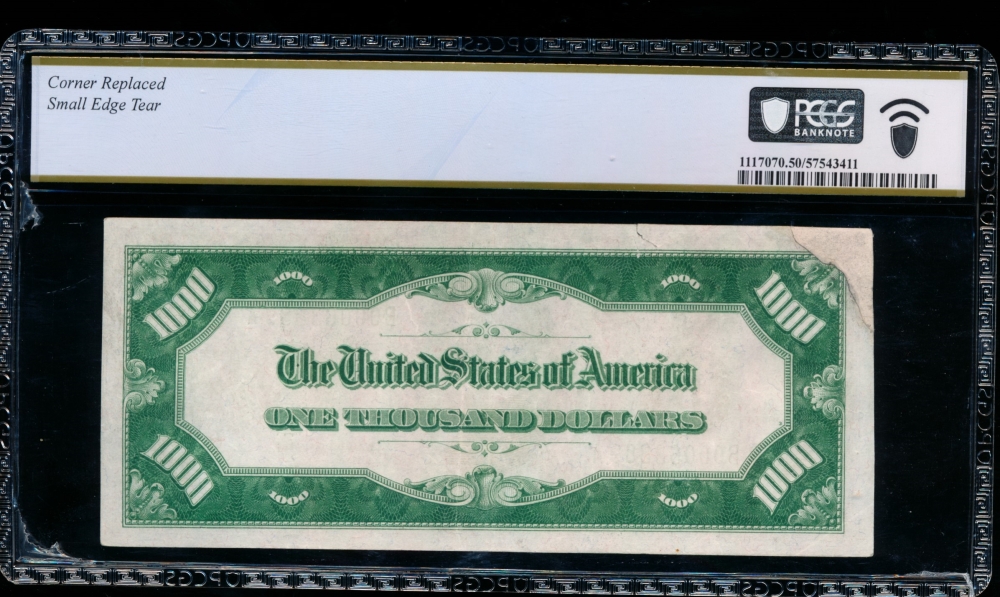 Corner Replaced
Small Edge Tear
PCGS
BANKNOTE
1117070.50/57543411
1000 1000 1000 1000
The United States of America
ONE THOUSAND DOLLARS
1000 1000 1000 1000